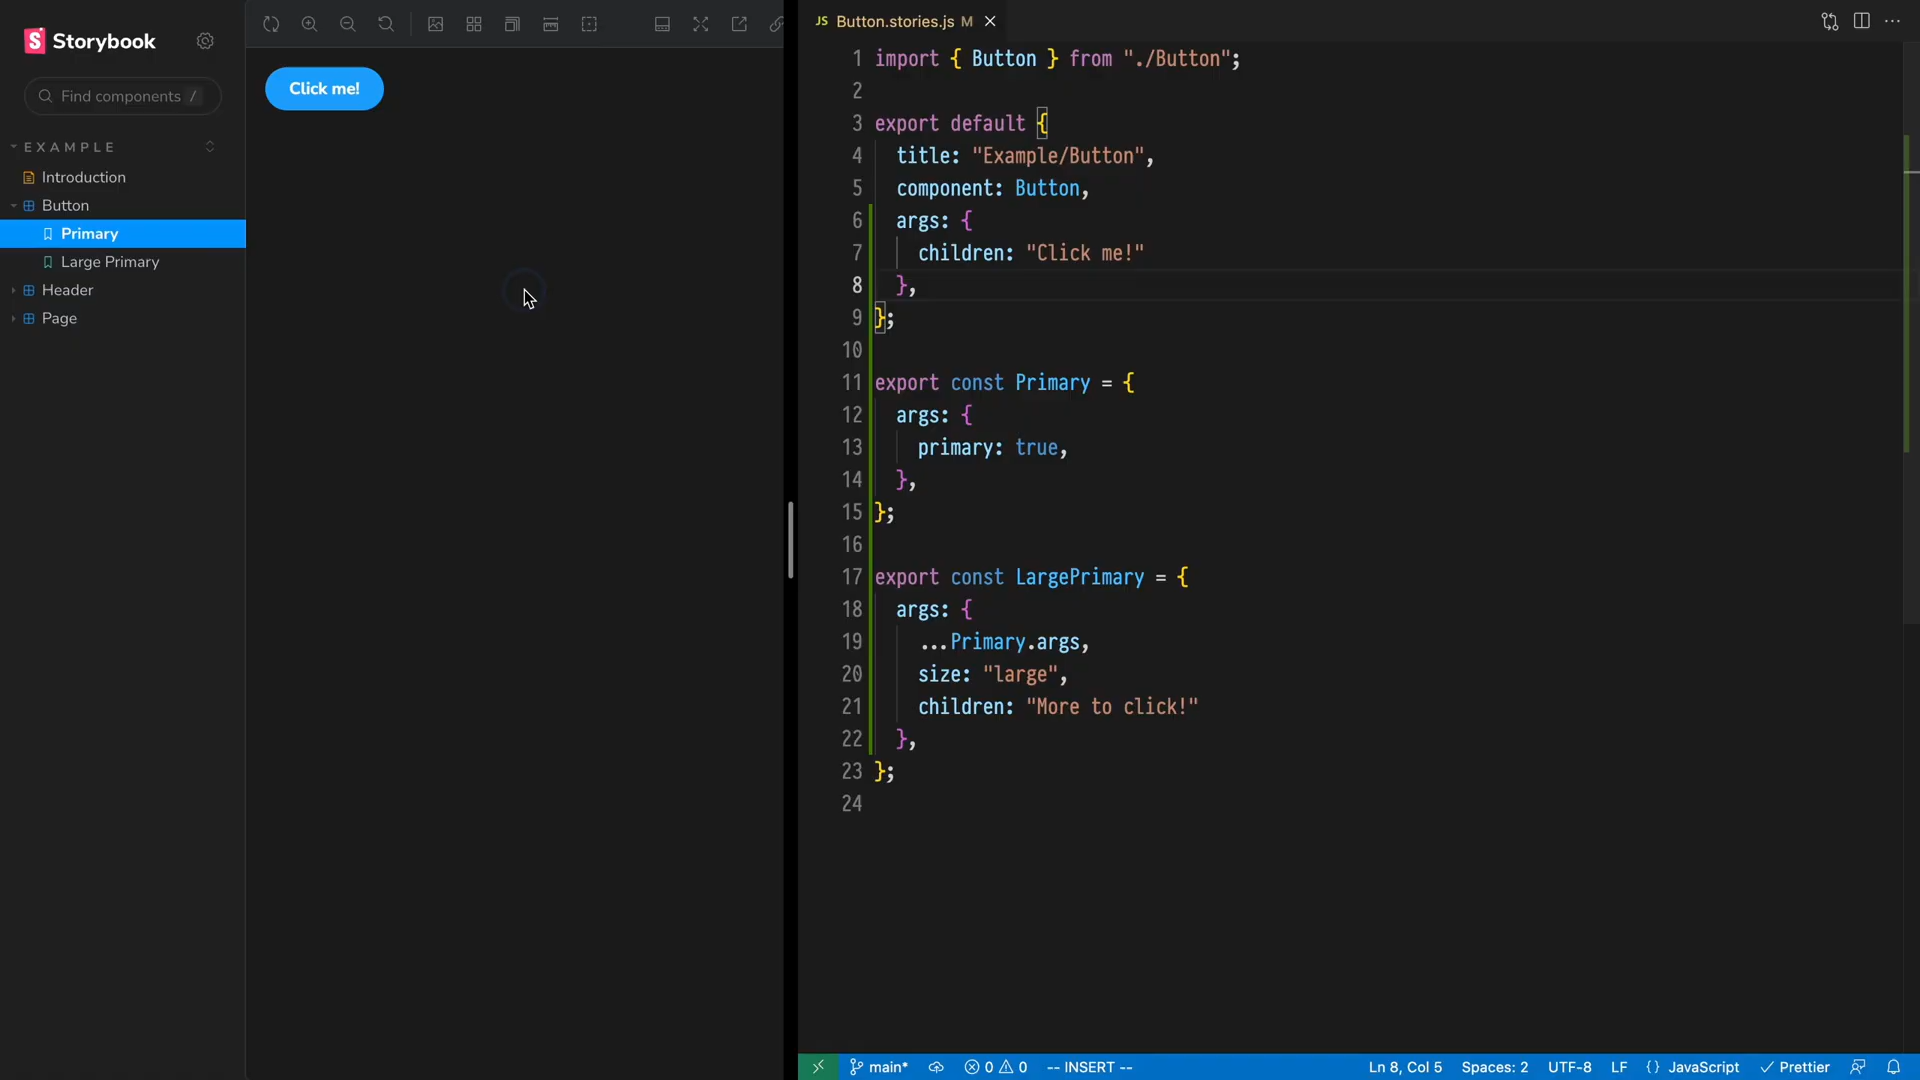 Storybook
Find components /
EXAMPLE
Introduction
Button
Primary
Large Primary
Header
Page
Click me!
JS Button.stories.js M
1 import { Button } from "./Button";
2
3 export default {
4 title: "Example/Button",
5 component: Button,
6 args: {
7 children: "Click me!"
8 },
9 };
10
11 export const Primary = {
12 args: {
13 primary: true,
14 },
15 };
16
17 export const LargePrimary = {
18 args: {
19 ...Primary.args,
20 size: "large",
21 children: "More to click!"
22 },
23 };
24
main* 0 0 -- INSERT -- Ln 8, Col 5 Spaces: 2 UTF-8 LF {} JavaScript Prettier